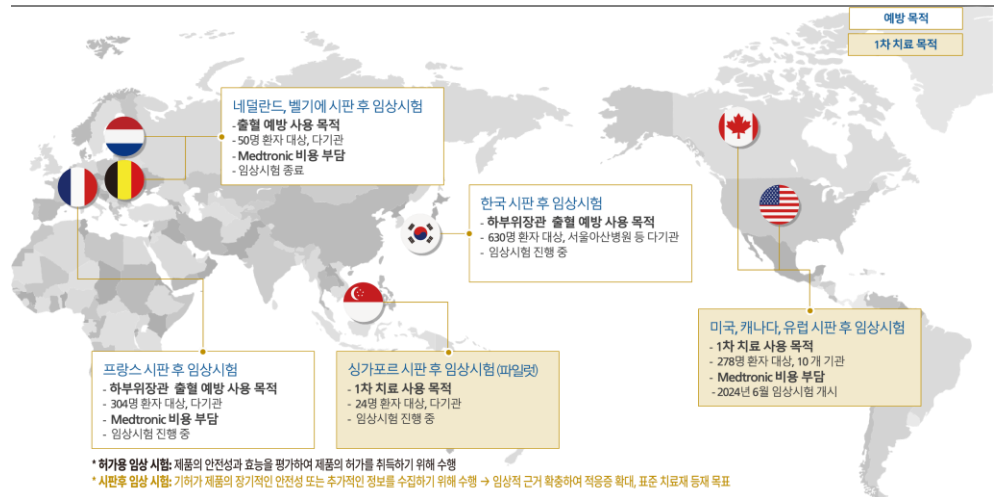 예방 목적
1차 치료 목적
네덜란드, 벨기에 시판 후 임상시험
- 출혈 예방 사용 목적
- 50명 환자 대상, 다기관
- Medtronic 비용 부담
- 임상시험 종료
한국 시판 후 임상시험
- 하부위장관 출혈 예방 사용 목적
- 630명 환자 대상, 서울아산병원 등 다기관
- 임상시험 진행 중
미국, 캐나다, 유럽 시판 후 임상시험
- 1차 치료 사용 목적
- 278명 환자 대상, 10개 기관
- Medtronic 비용 부담
- 2024년 6월 임상시험 개시
프랑스 시판 후 임상시험
- 하부위장관 출혈 예방 사용 목적
- 304명 환자 대상, 다기관
- Medtronic 비용 부담
- 임상시험 진행 중
싱가포르 시판 후 임상시험 (파일럿)
- 1차 치료 사용 목적
- 24명 환자 대상, 다기관
- 임상시험 진행 중
* 허가용 임상 시험: 제품의 안전성과 효능을 평가하여 제품의 허가를 취득하기 위해 수행
* 시판후 임상 시험: 기허가 제품의 장기적인 안전성 또는 추가적인 정보를 수집하기 위해 수행 → 임상적 근거 확충하여 적응증 확대, 표준 치료재 등재 목표